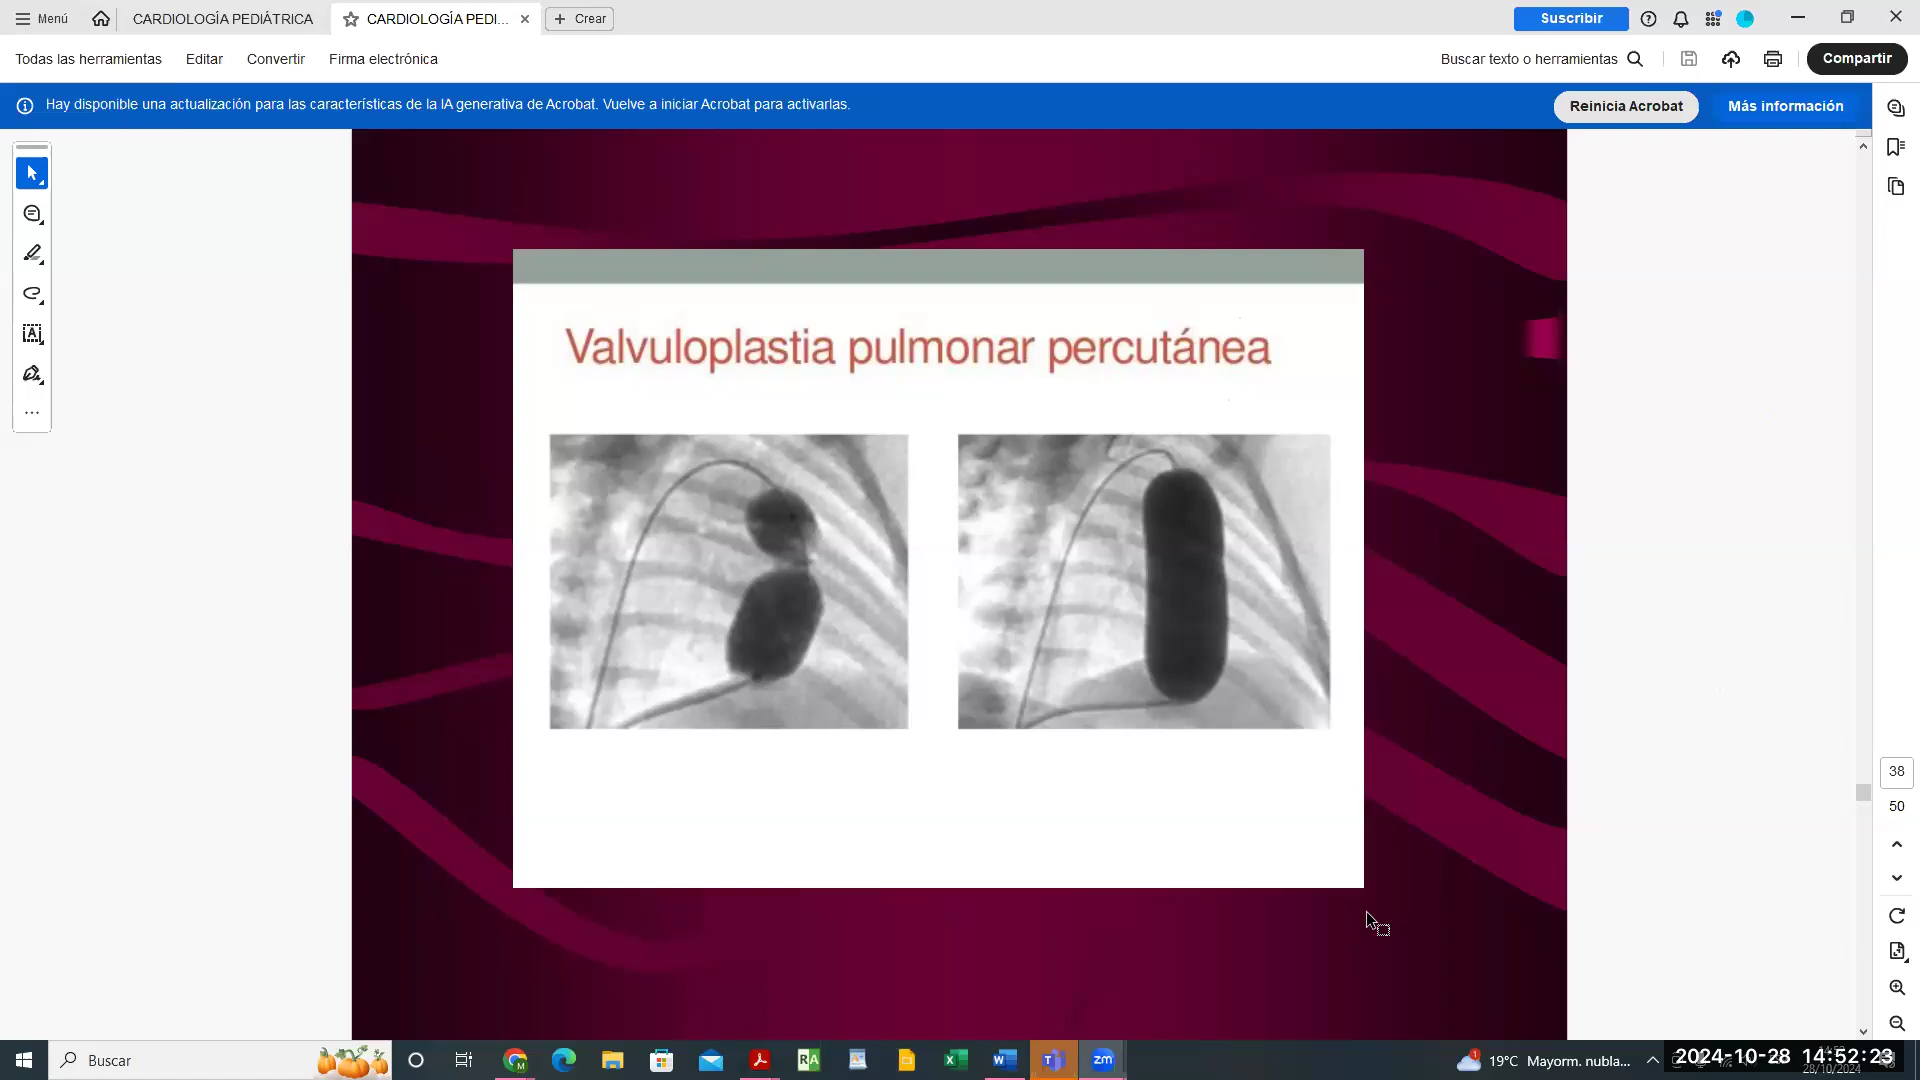 Menú
CARDIOLOGÍA PEDIÁTRICA
CARDIOLOGÍA PEDI...
Crear
Suscribir
Todas las herramientas
Editar
Convertir
Firma electrónica
Buscar texto o herramientas
Compartir
Hay disponible una actualización para las características de la IA generativa de Acrobat. Vuelve a iniciar Acrobat para activarlas.
Reinicia Acrobat
Más información
Valvuloplastia pulmonar percutánea
38
50
Buscar
19°C Mayorm. nubla...
2024-10-28 14:52:23
28/10/2024